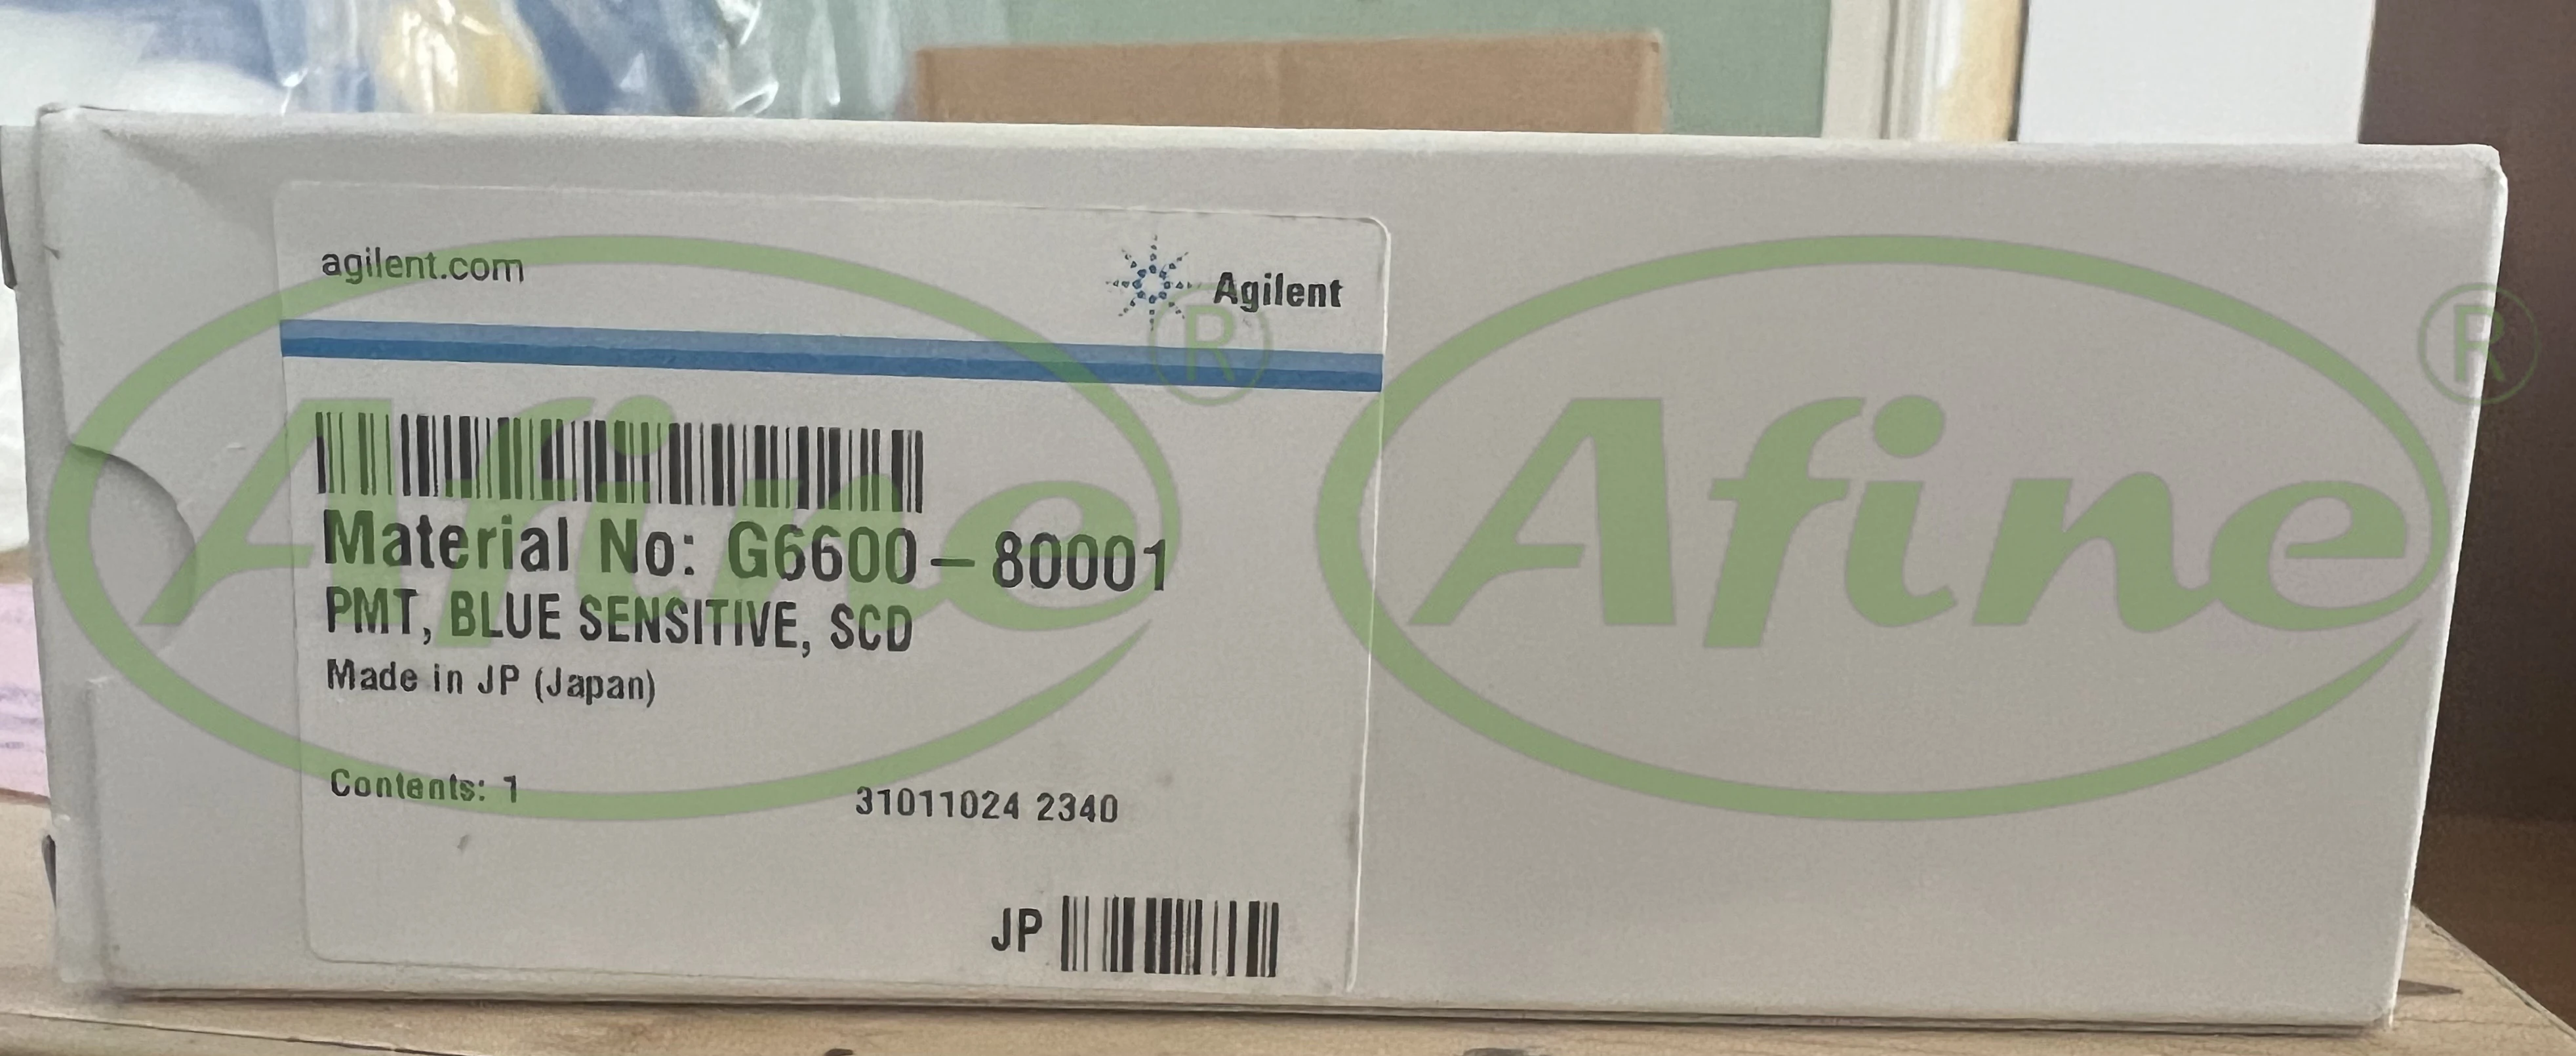 agilent.com
Agilent
Material No: G6600-80001
PMT, BLUE SENSITIVE, SCD
Made in JP (Japan)
Contents: 1
31011024 2340
JP
Afine ®
Afine ®